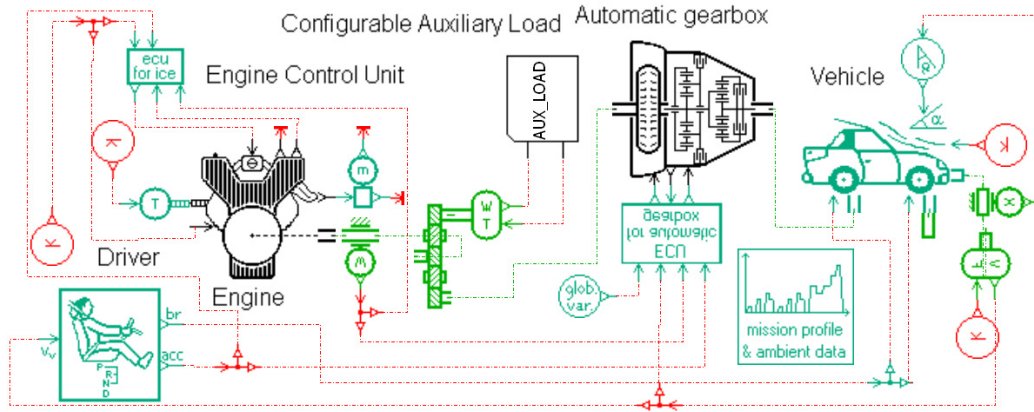 Configurable Auxiliary Load
Automatic gearbox
ecu
for ice
Engine Control Unit
AUX_LOAD
Vehicle
α
K
K
m
T
W
T
K
x
Driver
ω
Engine
gearbox
for automatic
ECU
glob.
var.
F
V
K
br
mission profile
& ambient data
vv
acc
P
R
N
D